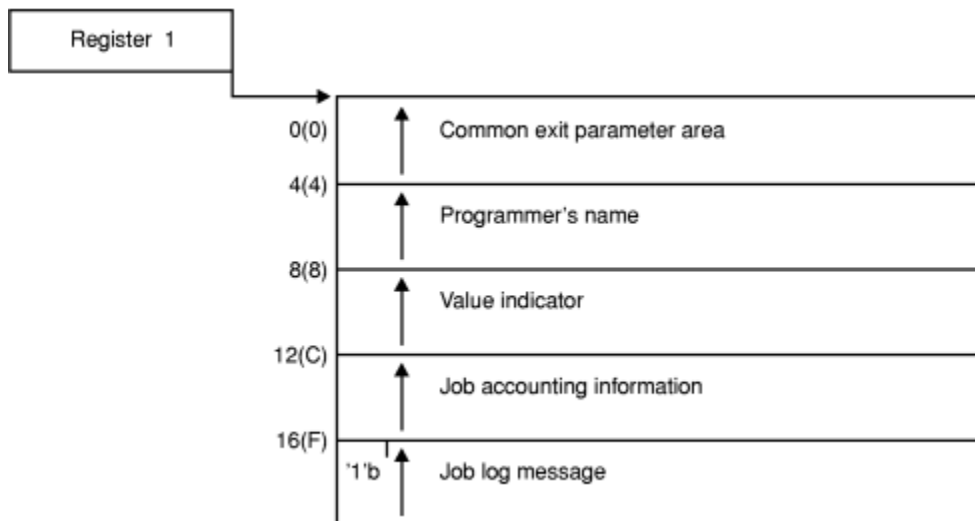 Register 1
0(0) Common exit parameter area
4(4)
Programmer's name
8(8)
Value indicator
12(C)
Job accounting information
16(F)
'1'b Job log message